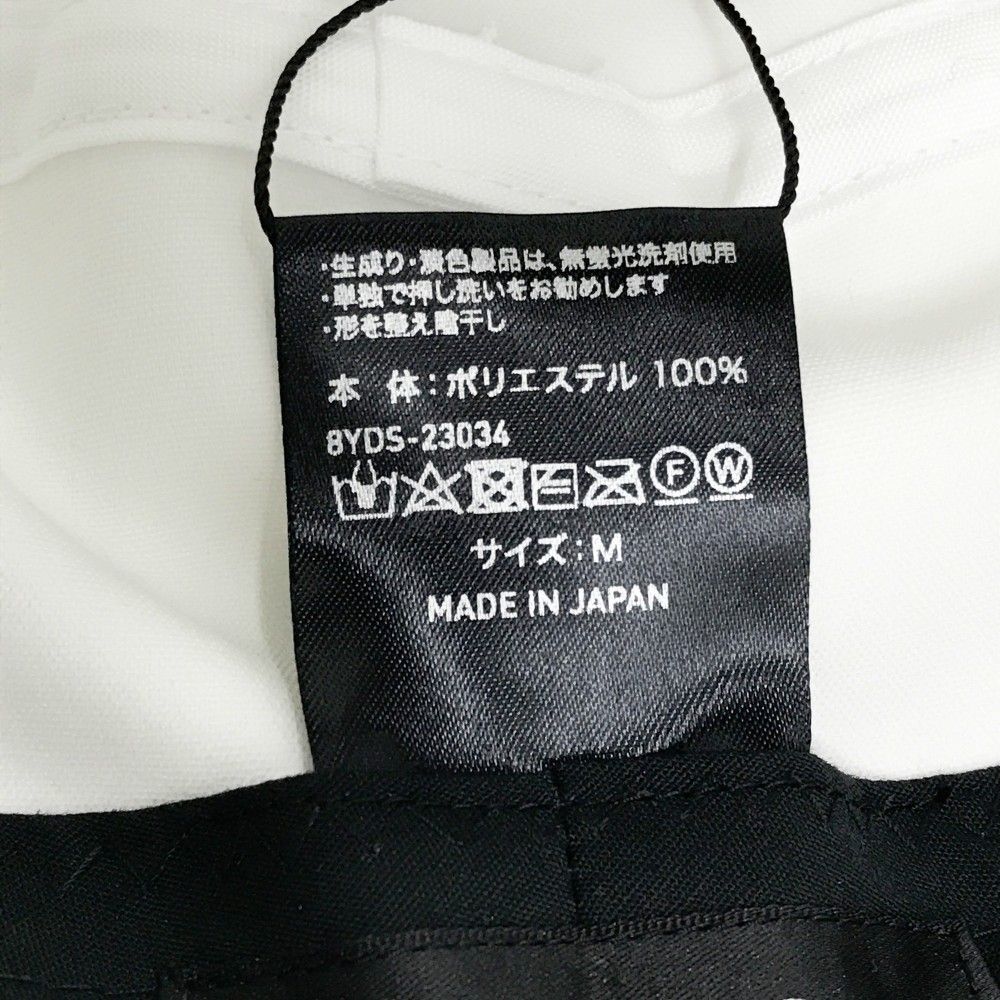 ・生成り・淡色製品は、無蛍光洗剤使用
・単独で押し洗いをお勧めします
・形を整え陰干し
本 体：ポリエステル 100%
8YDS-23034
F W
サイズ：M
MADE IN JAPAN